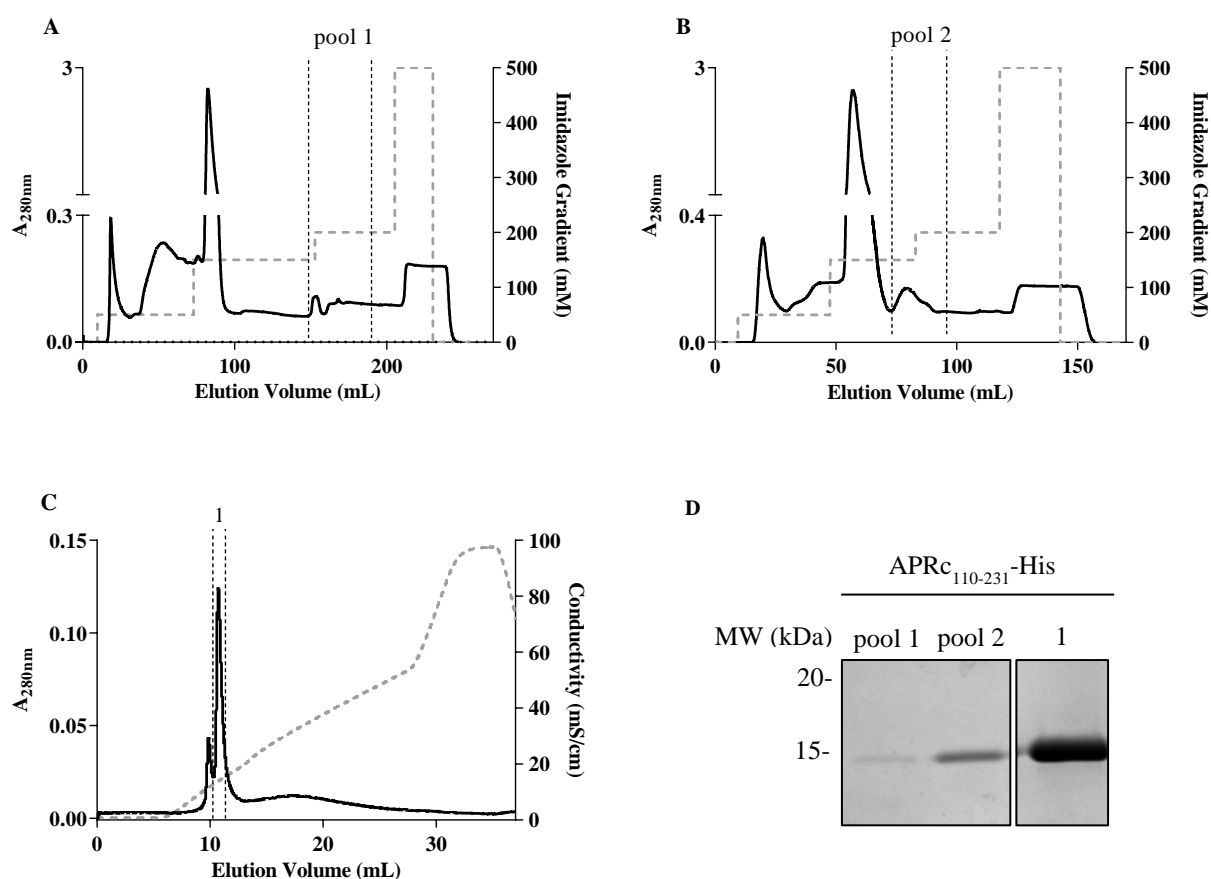 A
pool 1
3
0.3
0.0
A280nm
0
100
200
Elution Volume (mL)
500
400
300
200
100
0
Imidazole Gradient (mM)
B
pool 2
3
0.4
0.0
A280nm
0
50
100
150
Elution Volume (mL)
500
400
300
200
100
0
Imidazole Gradient (mM)
C
1
0.15
0.10
0.05
0.00
A280nm
0
10
20
30
Elution Volume (mL)
100
80
60
40
20
0
Conductivity (mS/cm)
D
APRc110-231-His
MW (kDa) pool 1 pool 2 1
20-
15-